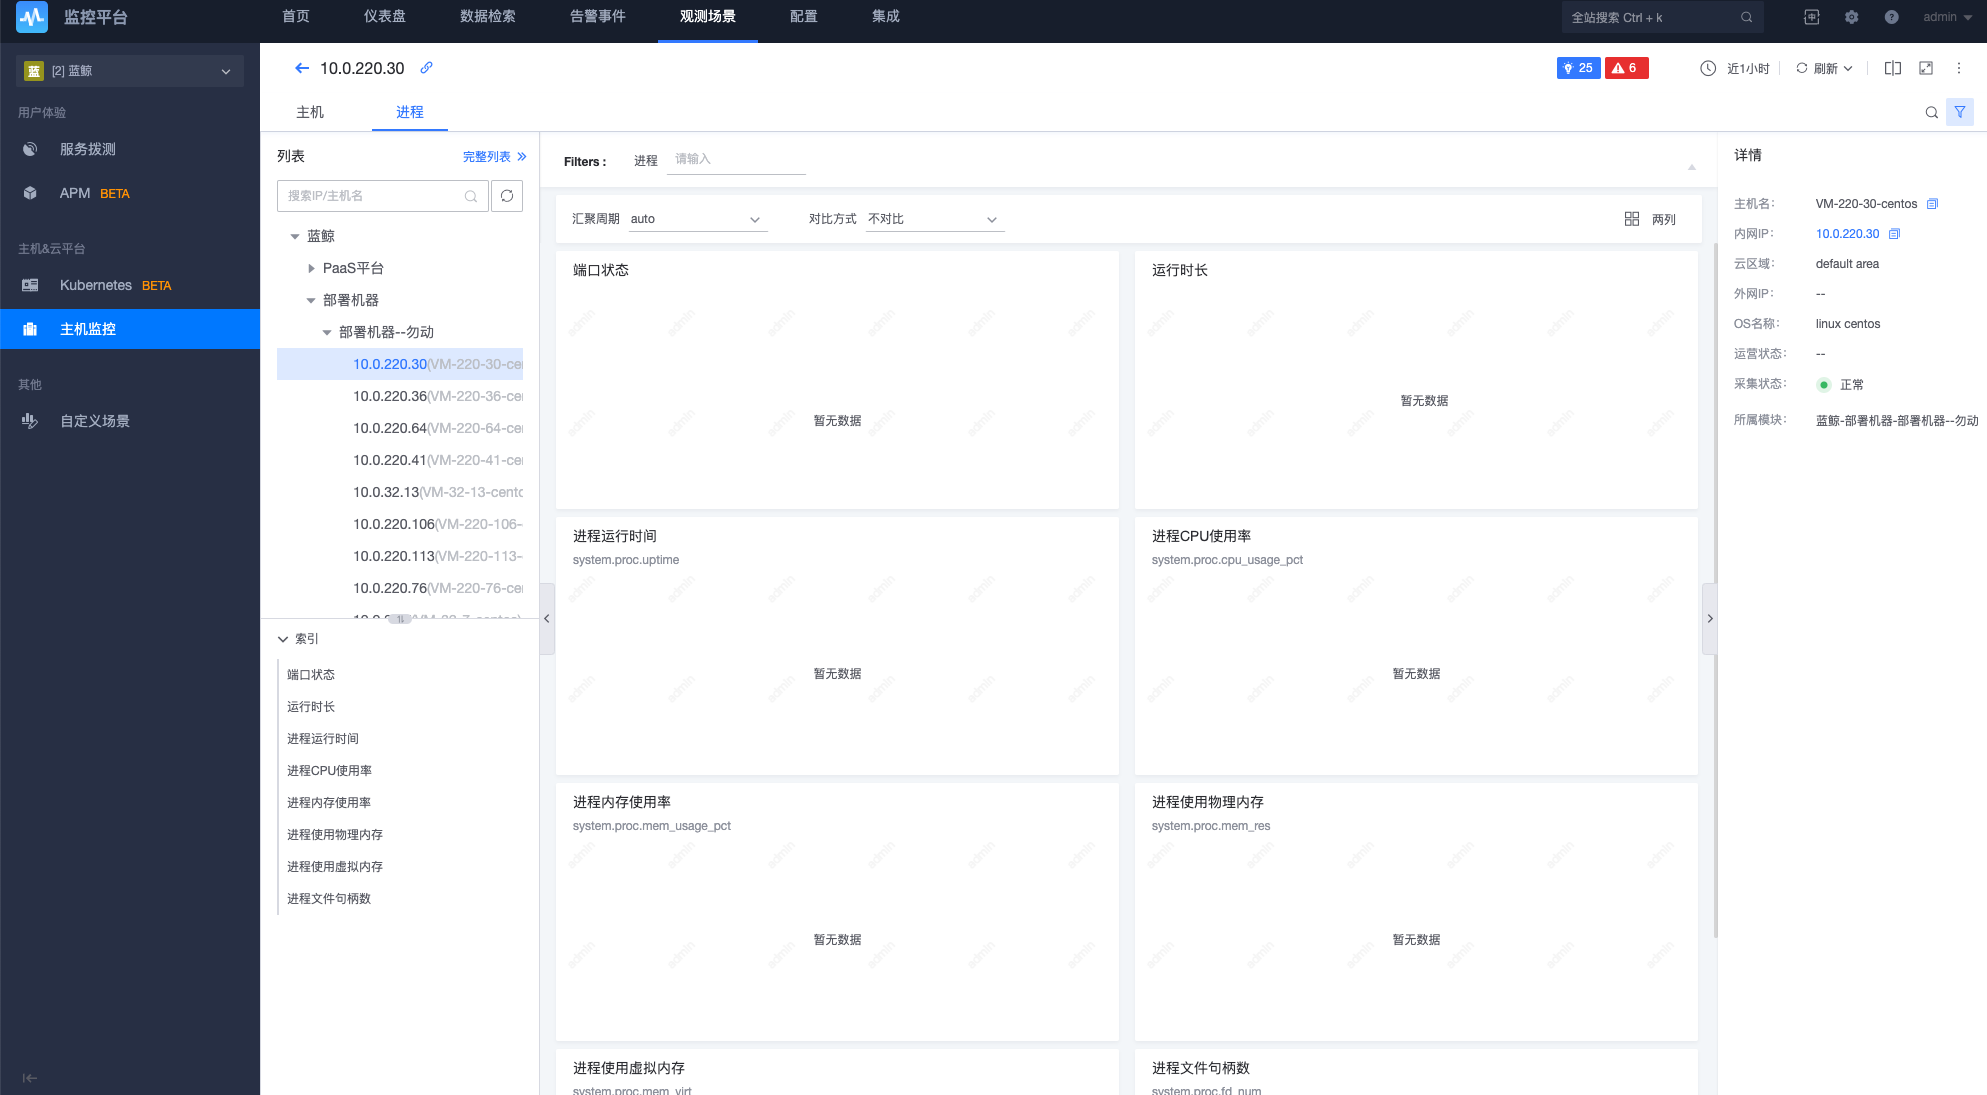 监控平台
首页
仪表盘
数据检索
告警事件
观测场景
配置
集成
全站搜索 Ctrl + k
admin
蓝
[2] 蓝鲸
用户体验
服务拨测
APM BETA
主机&云平台
Kubernetes BETA
主机监控
其他
自定义场景
10.0.220.30
25
6
近1小时
刷新
主机
进程
列表
完整列表
搜索IP/主机名
蓝鲸
PaaS平台
部署机器
部署机器--勿动
10.0.220.30(VM-220-30-cer
10.0.220.36(VM-220-36-cer
10.0.220.64(VM-220-64-cer
10.0.220.41(VM-220-41-cer
10.0.32.13(VM-32-13-centc
10.0.220.106(VM-220-106-
10.0.220.113(VM-220-113-
10.0.220.76(VM-220-76-cer
索引
端口状态
运行时长
进程运行时间
进程CPU使用率
进程内存使用率
进程使用物理内存
进程使用虚拟内存
进程文件句柄数
Filters :
进程
请输入
汇聚周期
auto
对比方式
不对比
两列
端口状态
暂无数据
运行时长
暂无数据
进程运行时间
system.proc.uptime
暂无数据
进程CPU使用率
system.proc.cpu_usage_pct
暂无数据
进程内存使用率
system.proc.mem_usage_pct
暂无数据
进程使用物理内存
system.proc.mem_res
暂无数据
进程使用虚拟内存
system.proc.mem_virt
进程文件句柄数
system.proc.fd_num
详情
主机名: VM-220-30-centos
内网IP: 10.0.220.30
云区域: default area
外网IP: --
OS名称: linux centos
运营状态: --
采集状态: 正常
所属模块: 蓝鲸-部署机器-部署机器--勿动